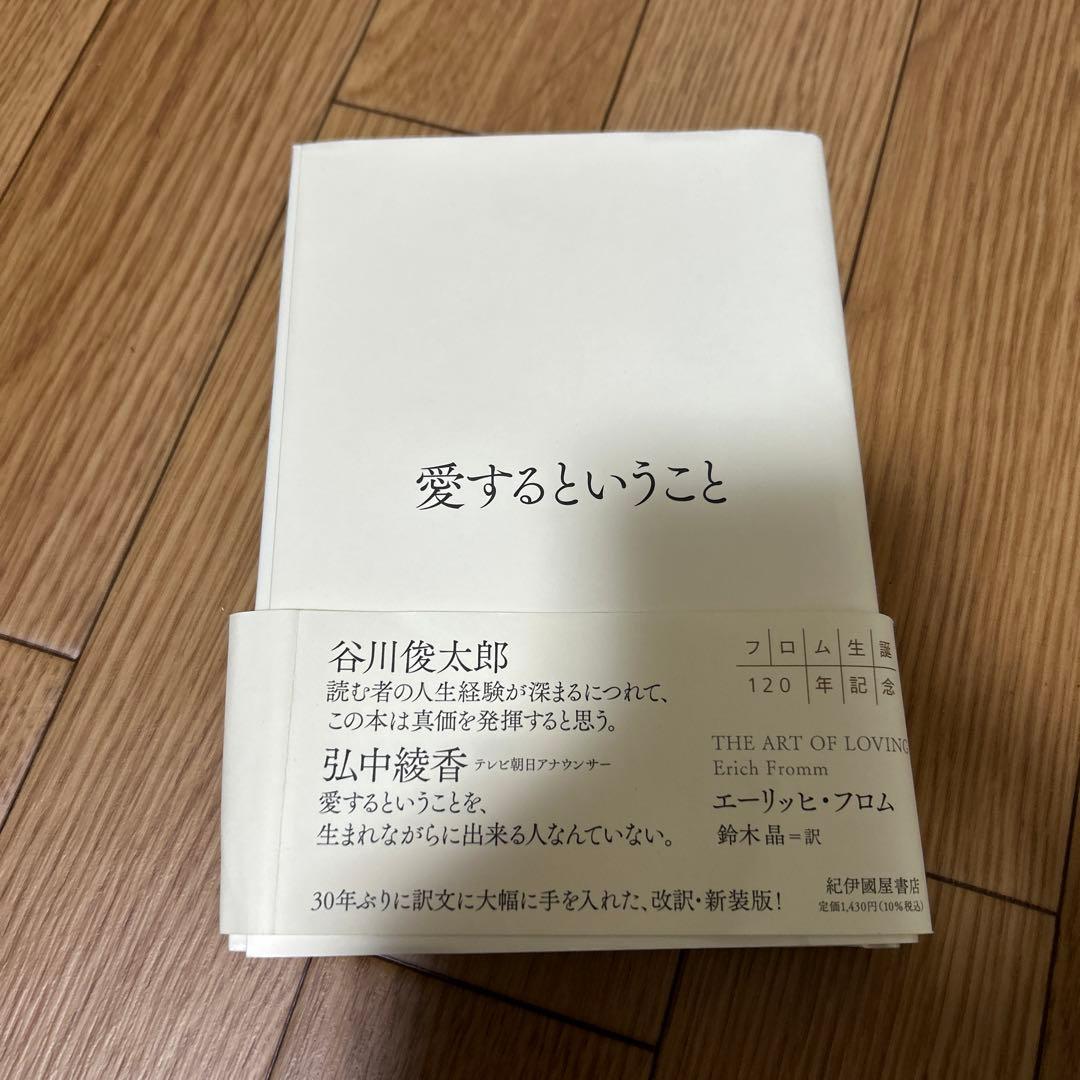 愛するということ
谷川俊太郎
読む者の人生経験が深まるにつれて、
この本は真価を発揮すると思う。
弘中綾香 テレビ朝日アナウンサー
愛するということを、
生まれながらに出来る人なんていない。
30年ぶりに訳文に大幅に手を入れた、改訳・新装版!
フロム生誕
120年記念
THE ART OF LOVING
Erich Fromm
エーリッヒ・フロム
鈴木晶=訳
紀伊國屋書店
定価1,430円(10%税込)